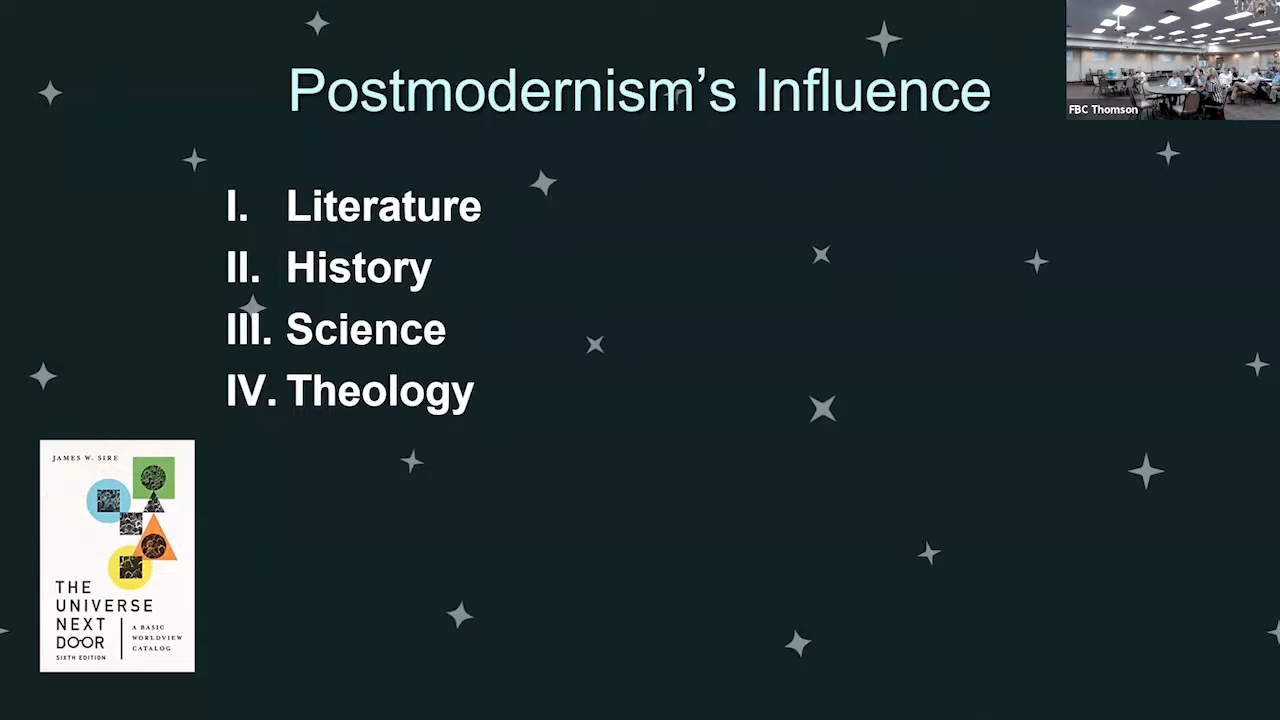 Postmodernism’s Influence
FBC Thomson
I. Literature
II. History
III. Science
IV. Theology
JAMES W. SIRE
THE
UNIVERSE
NEXT
DOOR
SIXTH EDITION
A BASIC
WORLDVIEW
CATALOG